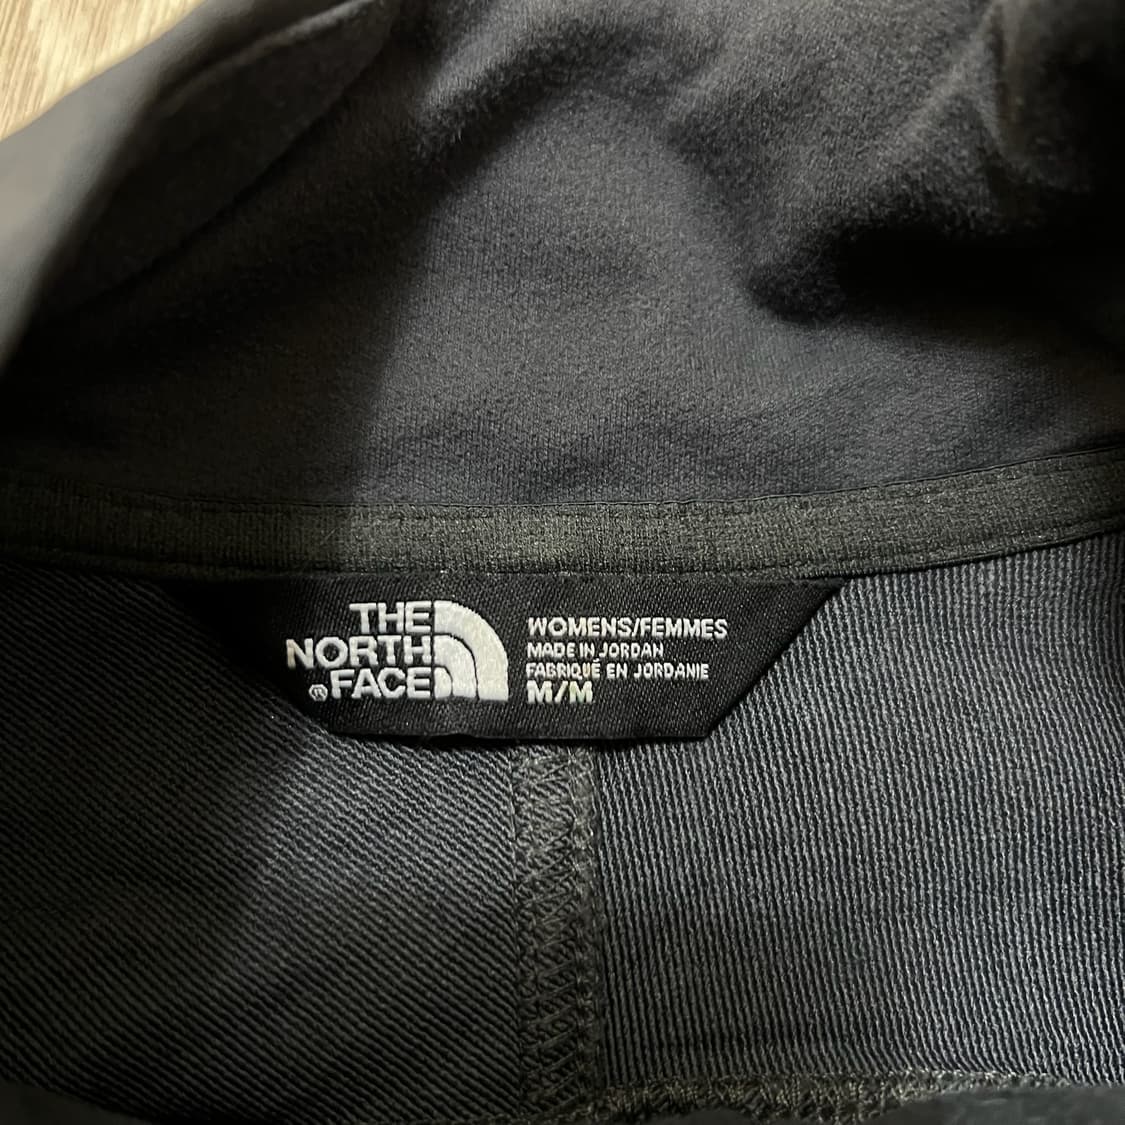 THE
NORTH
®FACE
WOMENS/FEMMES
MADE IN JORDAN
FABRIQUÉ EN JORDANIE
M/M